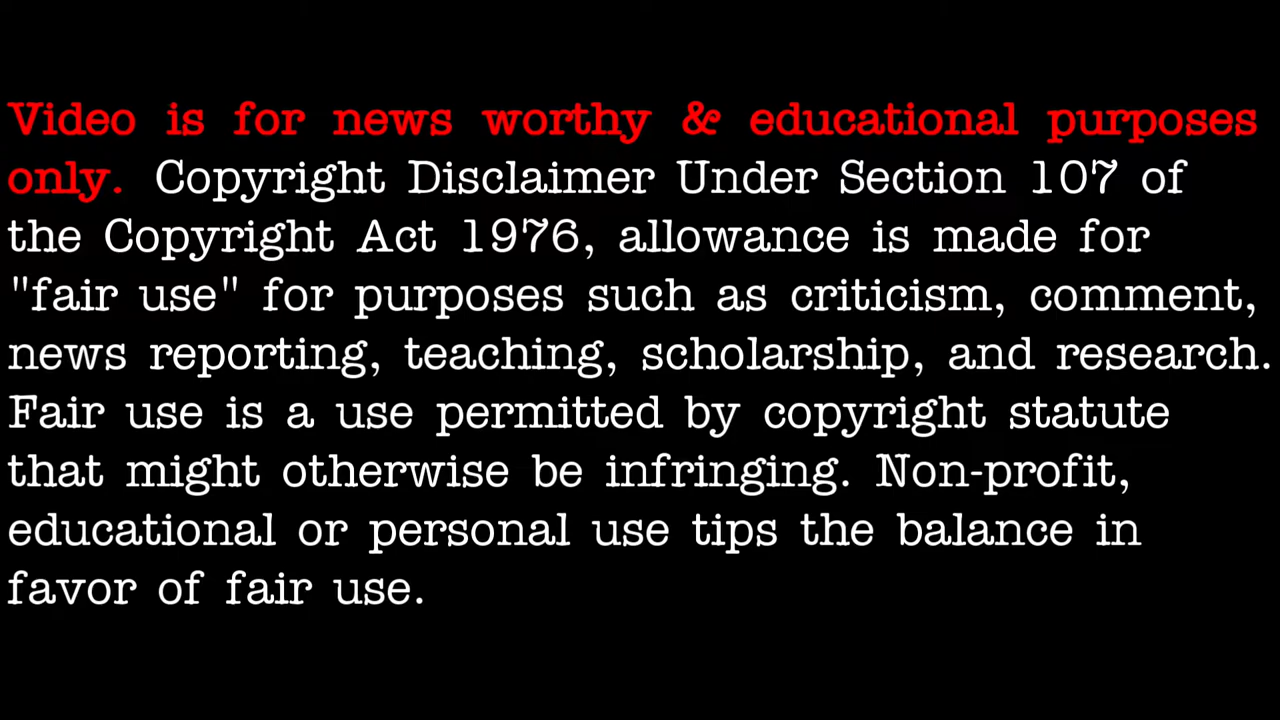 Video is for news worthy & educational purposes
only. Copyright Disclaimer Under Section 107 of
the Copyright Act 1976, allowance is made for
"fair use" for purposes such as criticism, comment,
news reporting, teaching, scholarship, and research.
Fair use is a use permitted by copyright statute
that might otherwise be infringing. Non-profit,
educational or personal use tips the balance in
favor of fair use.